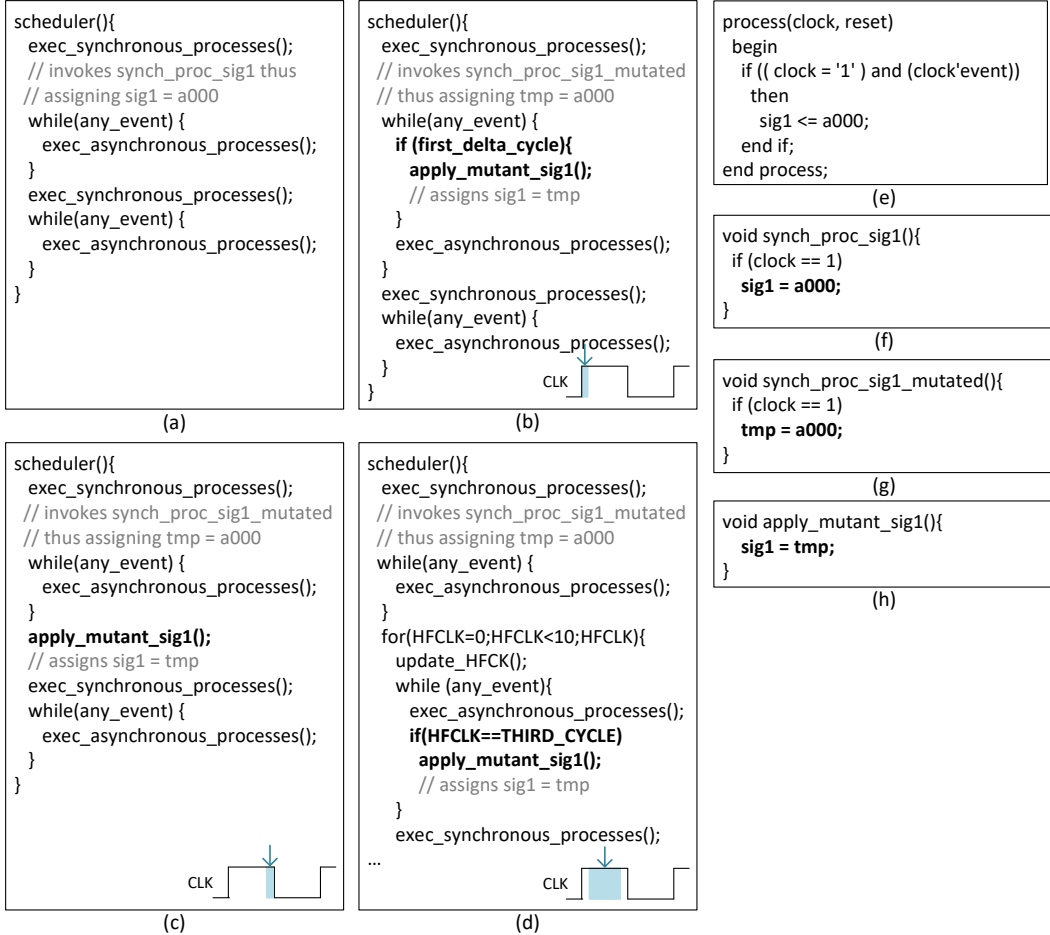 scheduler(){
exec_synchronous_processes();
// invokes synch_proc_sig1 thus
// assigning sig1 = a000
while(any_event) {
exec_asynchronous_processes();
}
exec_synchronous_processes();
while(any_event) {
exec_asynchronous_processes();
}
}
(a)
scheduler(){
exec_synchronous_processes();
// invokes synch_proc_sig1_mutated
// thus assigning tmp = a000
while(any_event) {
if (first_delta_cycle){
apply_mutant_sig1();
// assigns sig1 = tmp
}
exec_asynchronous_processes();
}
exec_synchronous_processes();
while(any_event) {
exec_asynchronous_processes();
}
}
CLK
(b)
process(clock, reset)
begin
if (( clock = '1' ) and (clock'event))
then
sig1 <= a000;
end if;
end process;
(e)
void synch_proc_sig1(){
if (clock == 1)
sig1 = a000;
}
(f)
void synch_proc_sig1_mutated(){
if (clock == 1)
tmp = a000;
}
(g)
void apply_mutant_sig1(){
sig1 = tmp;
}
(h)
scheduler(){
exec_synchronous_processes();
// invokes synch_proc_sig1_mutated
// thus assigning tmp = a000
while(any_event) {
exec_asynchronous_processes();
}
apply_mutant_sig1();
// assigns sig1 = tmp
exec_synchronous_processes();
while(any_event) {
exec_asynchronous_processes();
}
}
CLK
(c)
scheduler(){
exec_synchronous_processes();
// invokes synch_proc_sig1_mutated
// thus assigning tmp = a000
while(any_event) {
exec_asynchronous_processes();
}
for(HFCLK=0;HFCLK<10;HFCLK){
update_HFCK();
while (any_event){
exec_asynchronous_processes();
if(HFCLK==THIRD_CYCLE)
apply_mutant_sig1();
// assigns sig1 = tmp
}
exec_synchronous_processes();
...
CLK
(d)